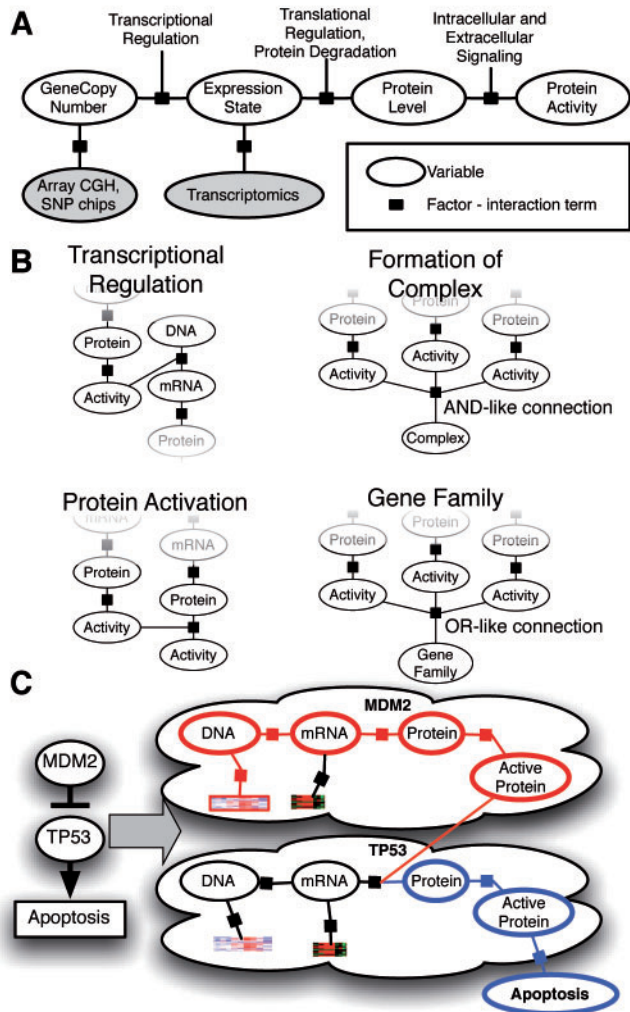 A
Transcriptional
Regulation
Translational
Regulation,
Protein Degradation
Intracellular and
Extracellular
Signaling
GeneCopy
Number
Expression
State
Protein
Level
Protein
Activity
Array CGH,
SNP chips
Transcriptomics
Variable
Factor - interaction term
B
Transcriptional
Regulation
Protein
Activity
DNA
mRNA
Protein
Formation of
Complex
Protein
Protein
Protein
Activity
Activity
Activity
AND-like connection
Complex
Protein Activation
mRNA
Protein
Activity
mRNA
Protein
Activity
Gene Family
Protein
Protein
Protein
Activity
Activity
Activity
OR-like connection
Gene
Family
C
MDM2
TP53
Apoptosis
MDM2
DNA
mRNA
Protein
Active
Protein
TP53
DNA
mRNA
Protein
Active
Protein
Apoptosis